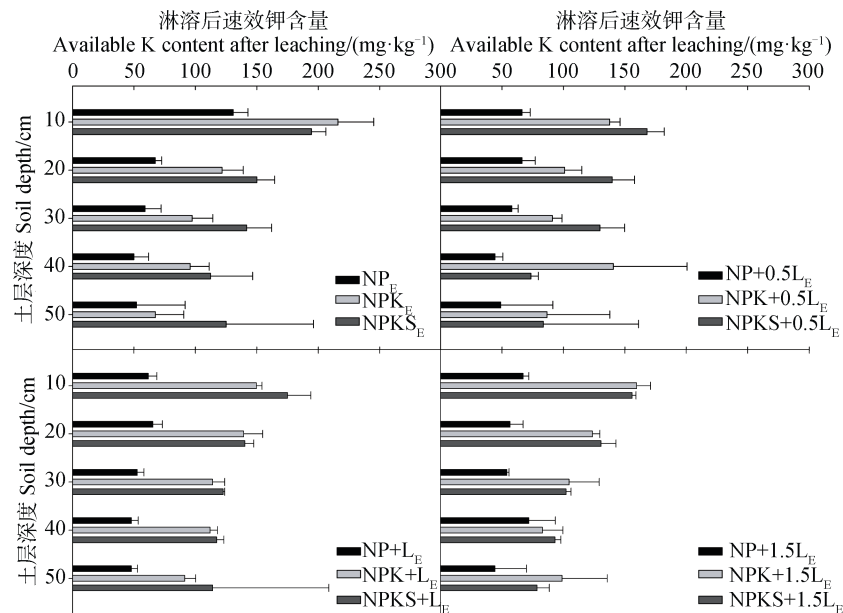 淋溶后速效钾含量
Available K content after leaching/(mg·kg⁻¹)
淋溶后速效钾含量
Available K content after leaching/(mg·kg⁻¹)
0 50 100 150 200 250 300
0 50 100 150 200 250 300
土层深度 Soil depth/cm
10
20
30
40
50
NP_E
NPK_E
NPKS_E
NP+0.5L_E
NPK+0.5L_E
NPKS+0.5L_E
土层深度 Soil depth/cm
10
20
30
40
50
NP+L_E
NPK+L_E
NPKS+L_E
NP+1.5L_E
NPK+1.5L_E
NPKS+1.5L_E